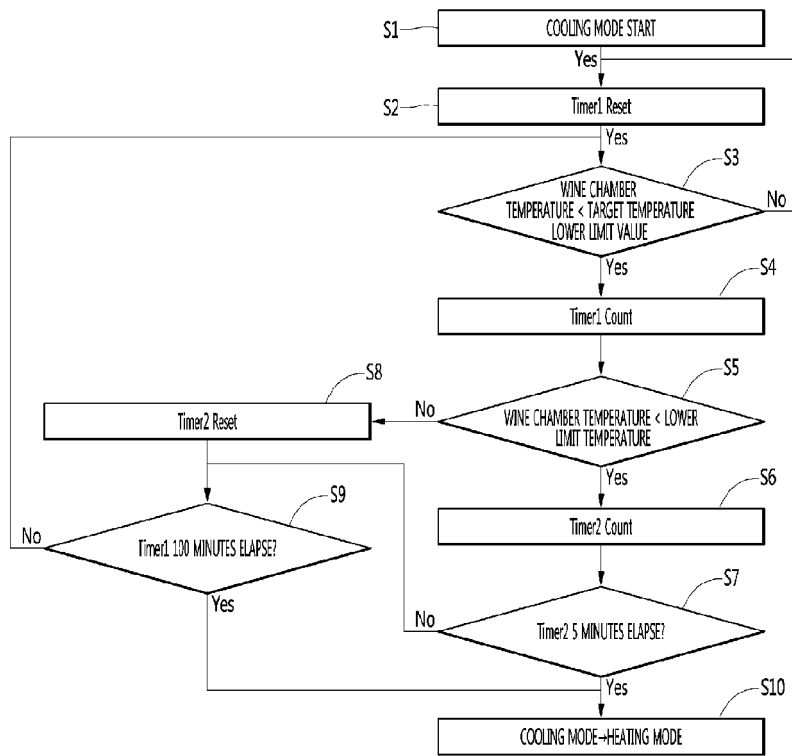 S1
COOLING MODE START
Yes
S2
Timer1 Reset
Yes
S3
WINE CHAMBER
TEMPERATURE < TARGET TEMPERATURE
LOWER LIMIT VALUE
No
Yes
S4
Timer1 Count
S5
WINE CHAMBER TEMPERATURE < LOWER
LIMIT TEMPERATURE
No
Yes
S8
Timer2 Reset
S6
Timer2 Count
S9
Timer1 100 MINUTES ELAPSE?
No
Yes
S7
Timer2 5 MINUTES ELAPSE?
No
Yes
S10
COOLING MODE→HEATING MODE